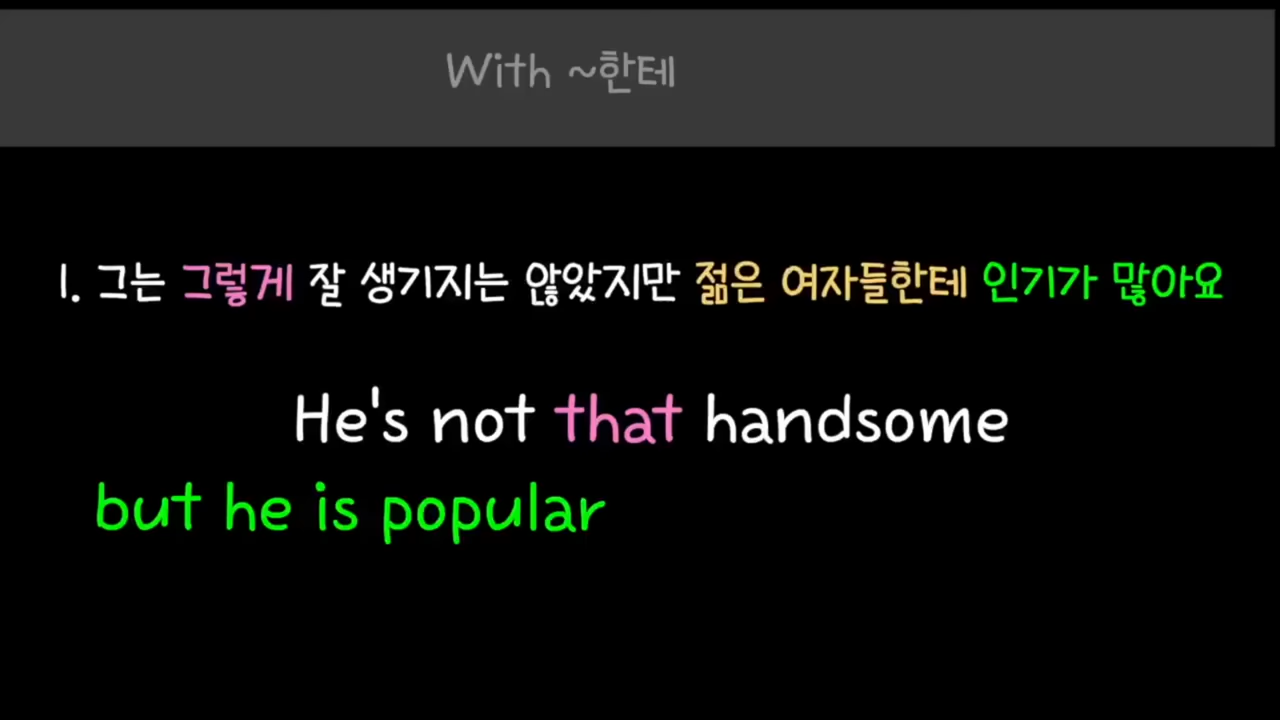 With ~한테
1. 그는 그렇게 잘 생기지는 않았지만 젊은 여자들한테 인기가 많아요
He's not that handsome
but he is popular